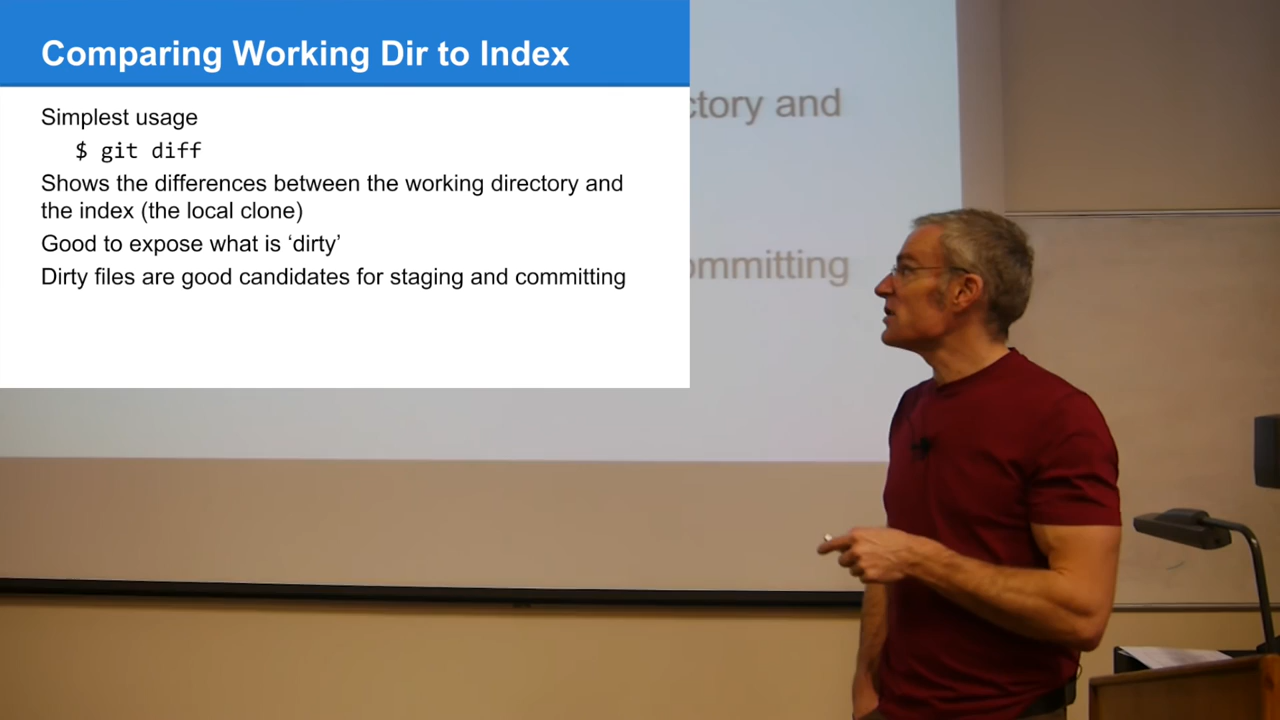 Comparing Working Dir to Index
Simplest usage
$ git diff
Shows the differences between the working directory and
the index (the local clone)
Good to expose what is ‘dirty’
Dirty files are good candidates for staging and committing
ctory and
ommitting